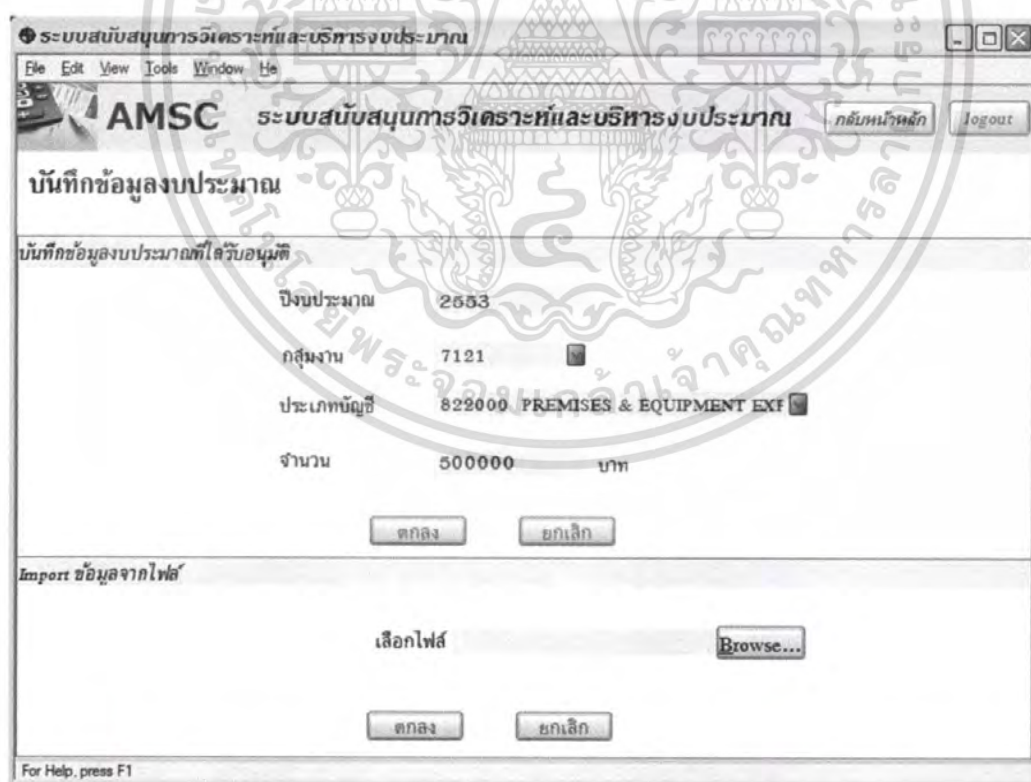 ระบบสนับสนุนการวิเคราะห์และบริหารงบประมาณ
File Edit View Tools Window He
AMSC ระบบสนับสนุนการวิเคราะห์และบริหารงบประมาณ กลับหน้าหลัก logout
บันทึกข้อมูลงบประมาณ
บันทึกข้อมูลงบประมาณที่ได้รับอนุมัติ
ปีงบประมาณ 2553
กลุ่มงาน 7121
ประเภทบัญชี 822000 PREMISES & EQUIPMENT EXP
จำนวน 500000 บาท
ตกลง ยกเลิก
Import ข้อมูลจากไฟล์
เลือกไฟล์ Browse...
ตกลง ยกเลิก
For Help, press F1